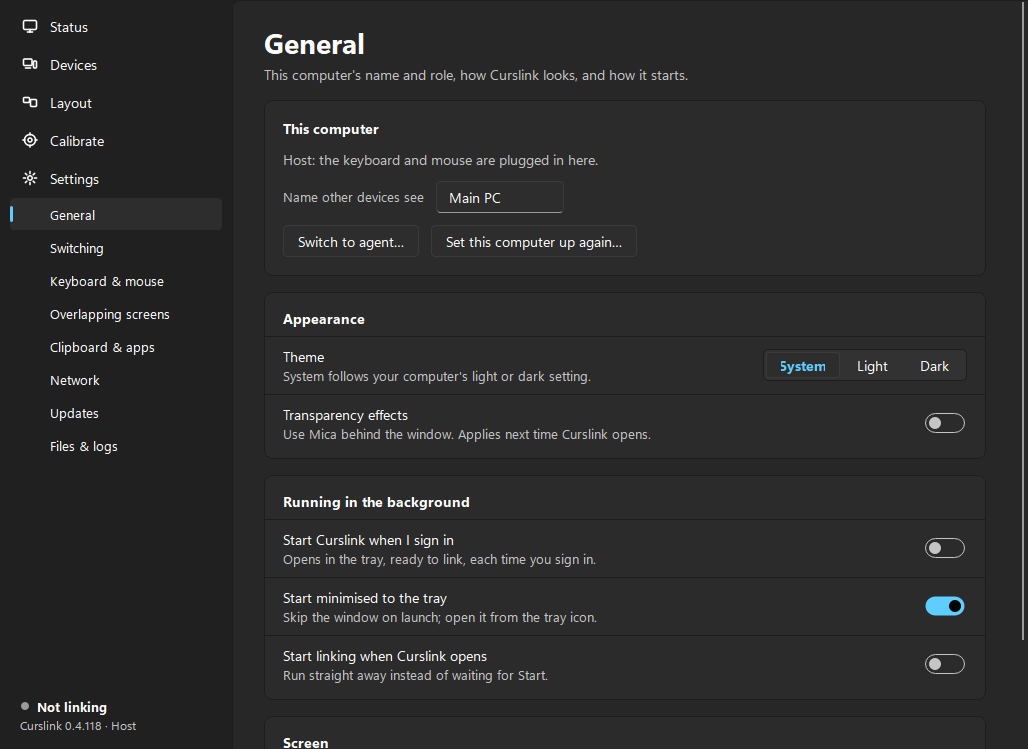 Status
Devices
Layout
Calibrate
Settings
General
Switching
Keyboard & mouse
Overlapping screens
Clipboard & apps
Network
Updates
Files & logs
Not linking
Curslink 0.4.118 · Host
General
This computer's name and role, how Curslink looks, and how it starts.
This computer
Host: the keyboard and mouse are plugged in here.
Name other devices see Main PC
Switch to agent... Set this computer up again...
Appearance
Theme
System follows your computer's light or dark setting.
System Light Dark
Transparency effects
Use Mica behind the window. Applies next time Curslink opens.
Running in the background
Start Curslink when I sign in
Opens in the tray, ready to link, each time you sign in.
Start minimised to the tray
Skip the window on launch; open it from the tray icon.
Start linking when Curslink opens
Run straight away instead of waiting for Start.
Screen